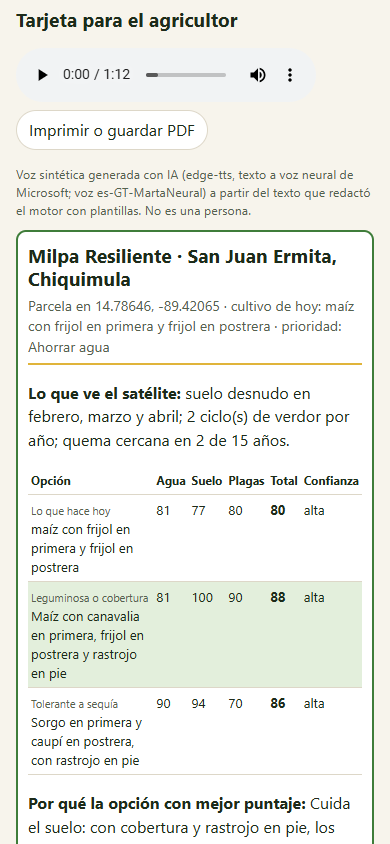 Tarjeta para el agricultor
0:00 / 1:12
Imprimir o guardar PDF
Voz sintética generada con IA (edge-tts, texto a voz neural de
Microsoft; voz es-GT-MartaNeural) a partir del texto que redactó
el motor con plantillas. No es una persona.
Milpa Resiliente · San Juan Ermita,
Chiquimula
Parcela en 14.78646, -89.42065 · cultivo de hoy: maíz
con frijol en primera y frijol en postrera · prioridad:
Ahorrar agua
Lo que ve el satélite: suelo desnudo en
febrero, marzo y abril; 2 ciclo(s) de verdor por
año; quema cercana en 2 de 15 años.
Opción Agua Suelo Plagas Total Confianza
Lo que hace hoy 81 77 80 80 alta
maíz con frijol en
primera y frijol en
postrera
Leguminosa o cobertura 81 100 90 88 alta
Maíz con canavalia
en primera, frijol en
postrera y rastrojo
en pie
Tolerante a sequía 90 94 70 86 alta
Sorgo en primera y
caupí en postrera,
con rastrojo en pie
Por qué la opción con mejor puntaje: Cuida
el suelo: con cobertura y rastrojo en pie, los